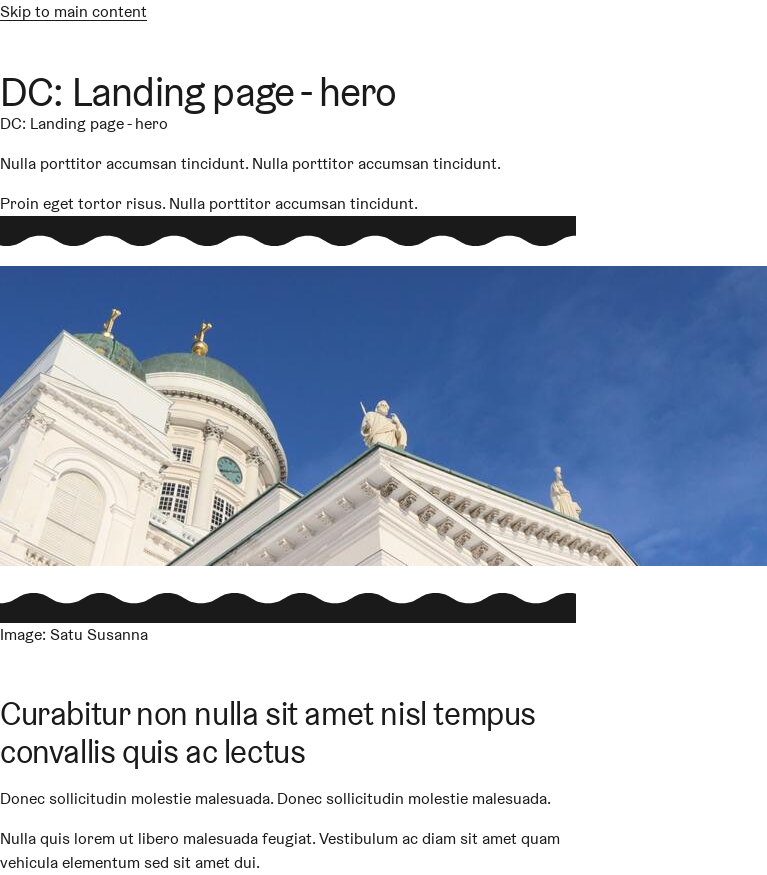 Skip to main content
DC: Landing page - hero
DC: Landing page - hero
Nulla porttitor accumsan tincidunt. Nulla porttitor accumsan tincidunt.
Proin eget tortor risus. Nulla porttitor accumsan tincidunt.
Image: Satu Susanna
Curabitur non nulla sit amet nisl tempus
convallis quis ac lectus
Donec sollicitudin molestie malesuada. Donec sollicitudin molestie malesuada.
Nulla quis lorem ut libero malesuada feugiat. Vestibulum ac diam sit amet quam
vehicula elementum sed sit amet dui.